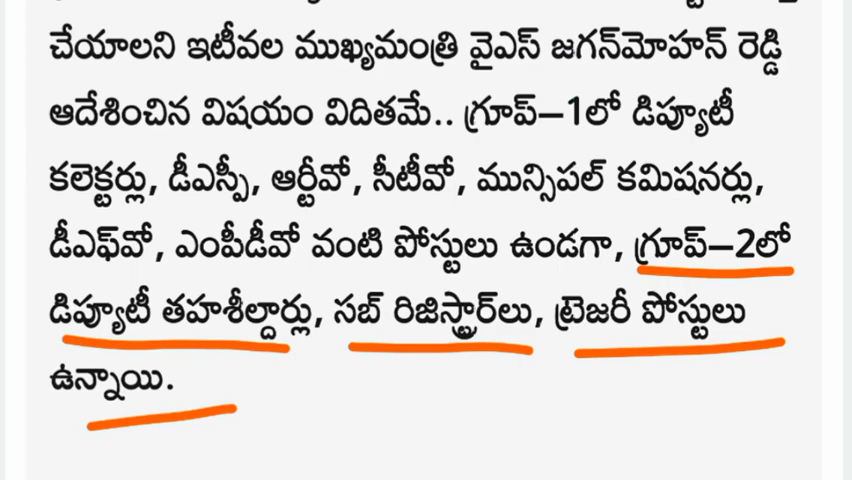 చేయాలని ఇటీవల ముఖ్యమంత్రి వైఎస్ జగన్‌మోహన్ రెడ్డి
ఆదేశించిన విషయం విదితమే.. గ్రూప్–1లో డిప్యూటీ
కలెక్టర్లు, డీఎస్పీ, ఆర్టీవో, సీటీవో, మున్సిపల్ కమిషనర్లు,
డీఎఫ్‌వో, ఎంపీడీవో వంటి పోస్టులు ఉండగా, గ్రూప్–2లో
డిప్యూటీ తహశీల్దార్లు, సబ్ రిజిస్ట్రార్‌లు, ట్రెజరీ పోస్టులు
ఉన్నాయి.